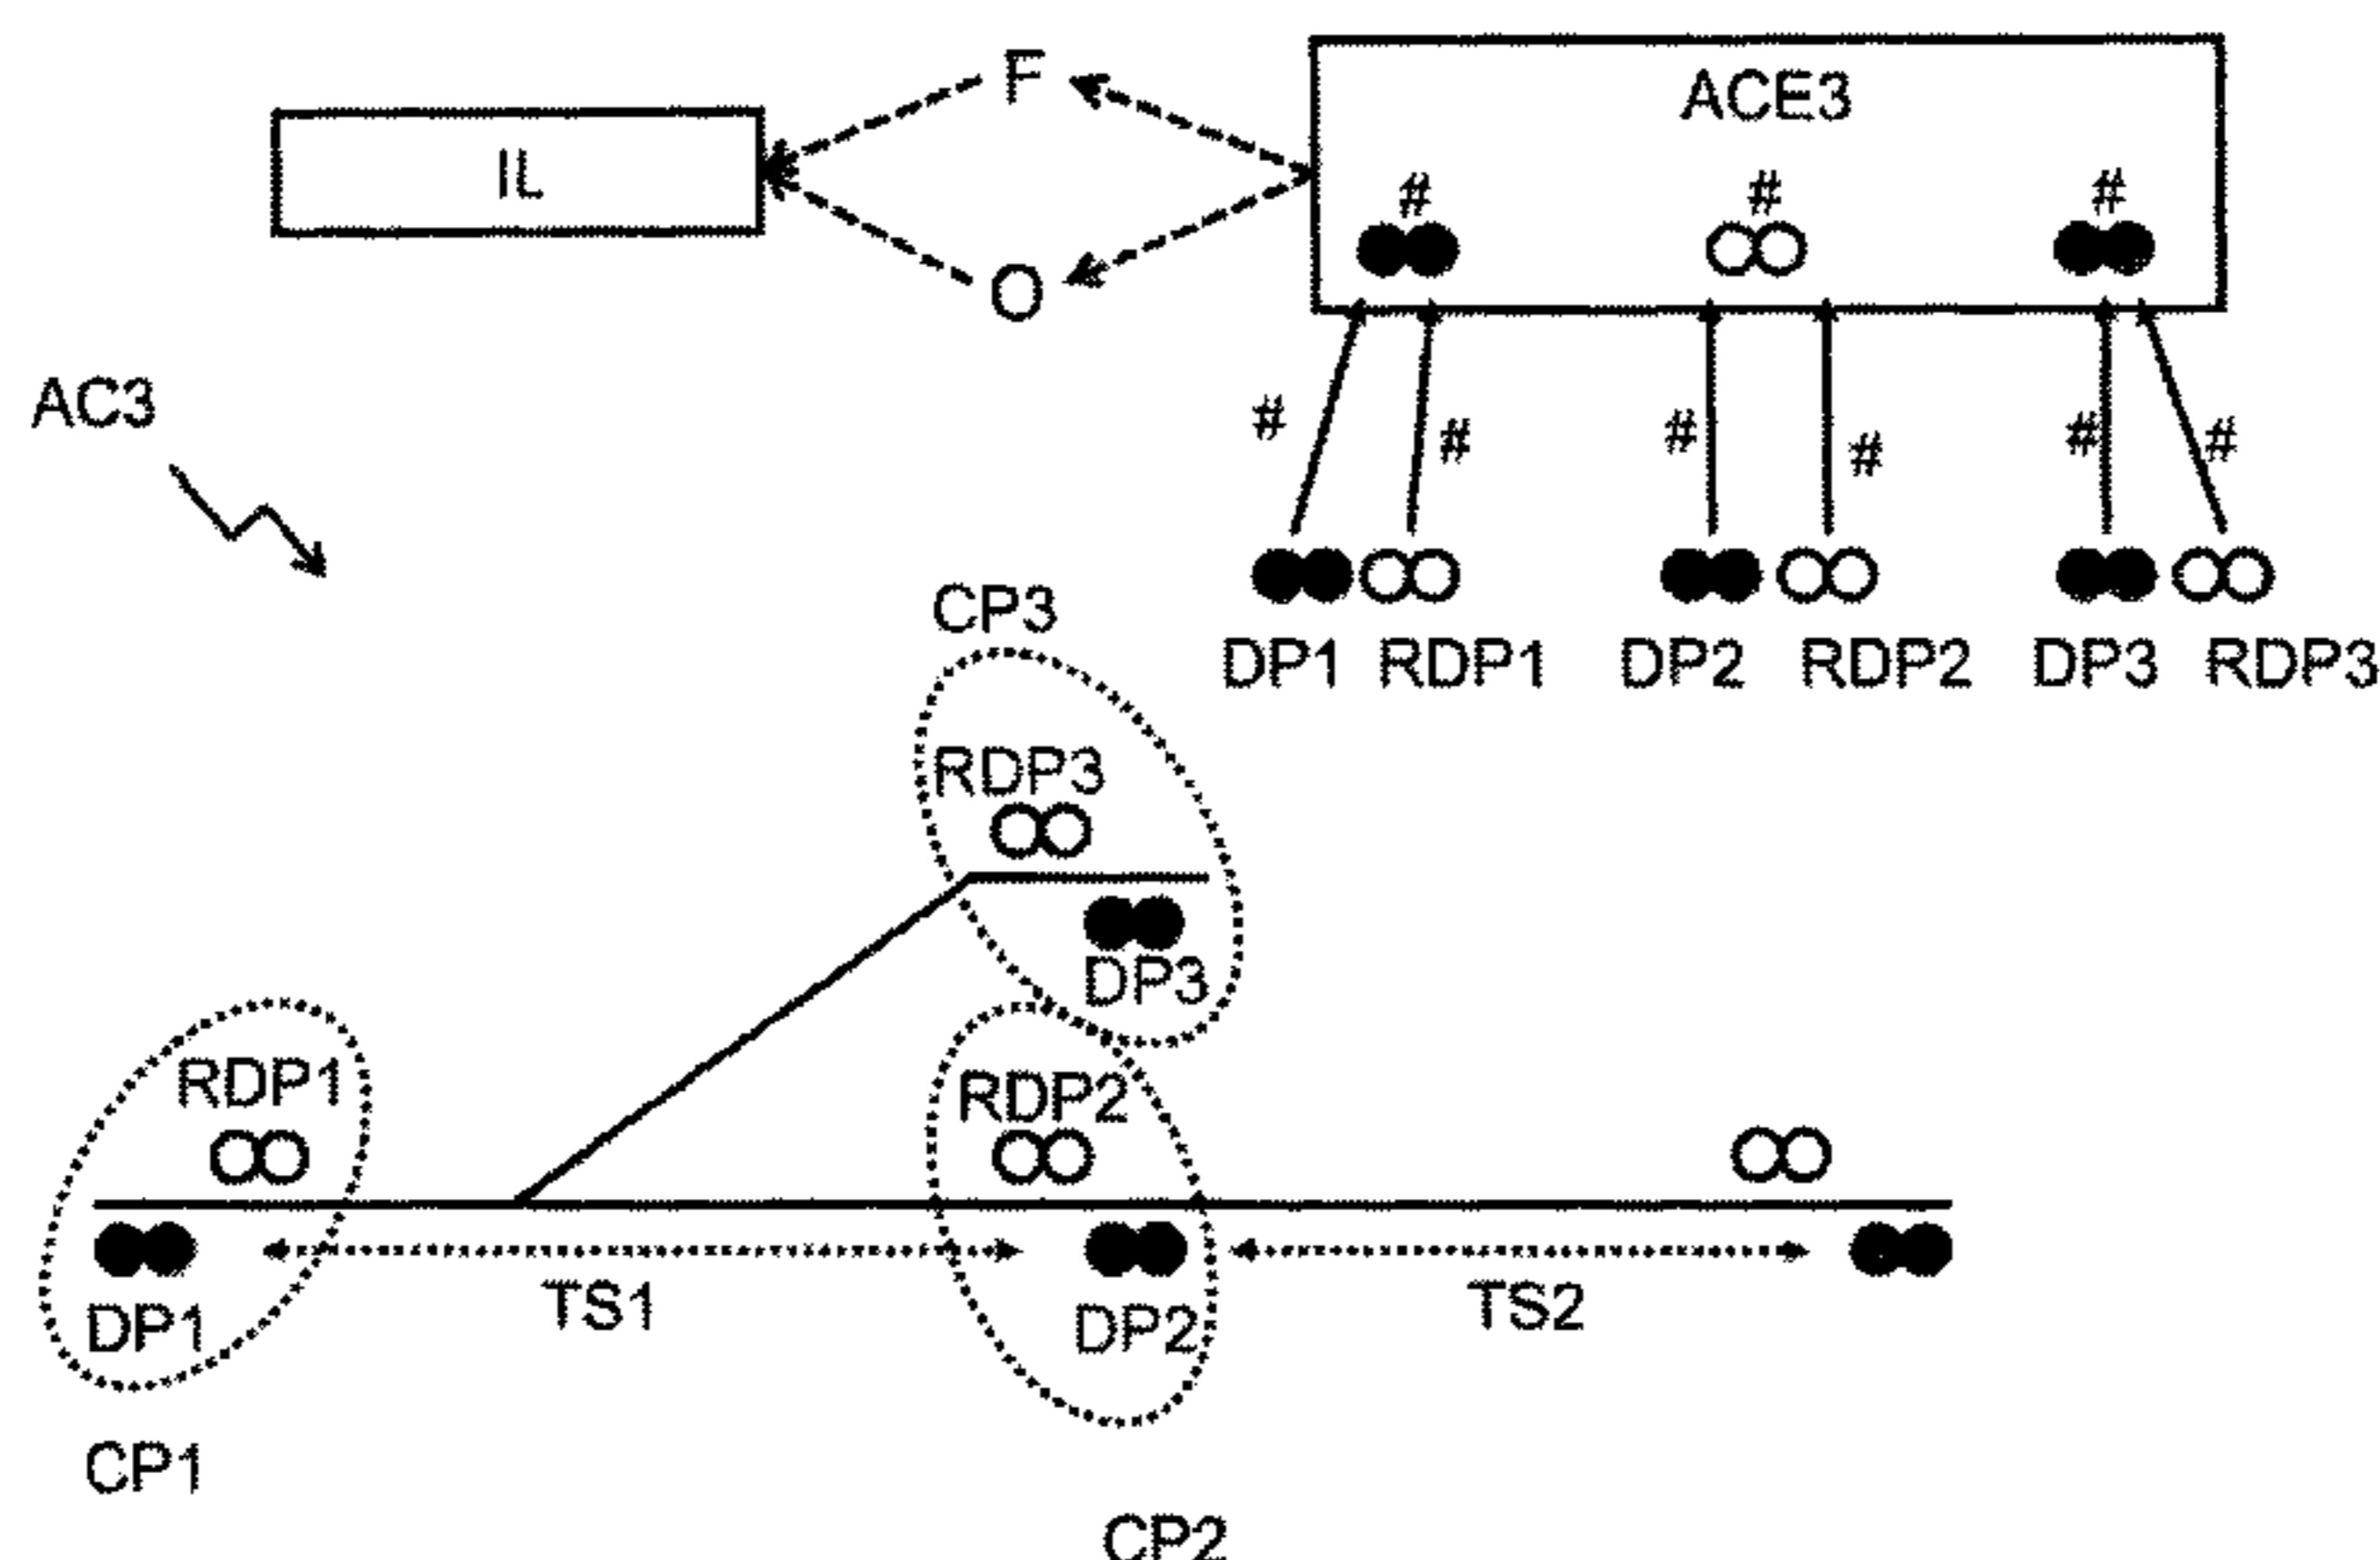 F
ACE3
IL
# # #
O
AC3
# # # # # #
CP3
DP1 RDP1 DP2 RDP2 DP3 RDP3
RDP3
DP3
RDP1
RDP2
TS1
TS2
DP1
DP2
CP1
CP2